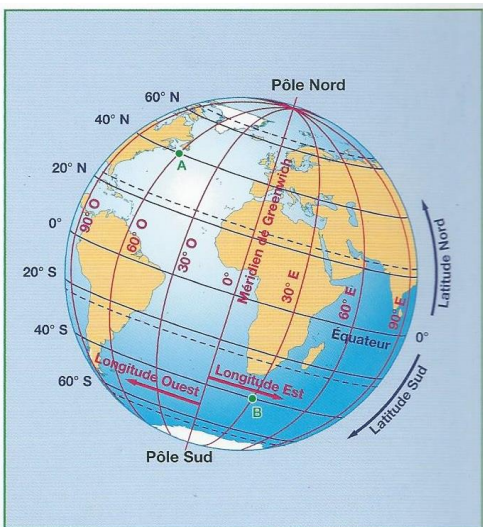 Pôle Nord
60° N
40° N
20° N
0°
20° S
40° S
60° S
A
90° O
60° O
30° O
0°
Méridien de Greenwich
30° E
60° E
90° E
Équateur
0°
Latitude Nord
Latitude Sud
Longitude Ouest
Longitude Est
B
Pôle Sud